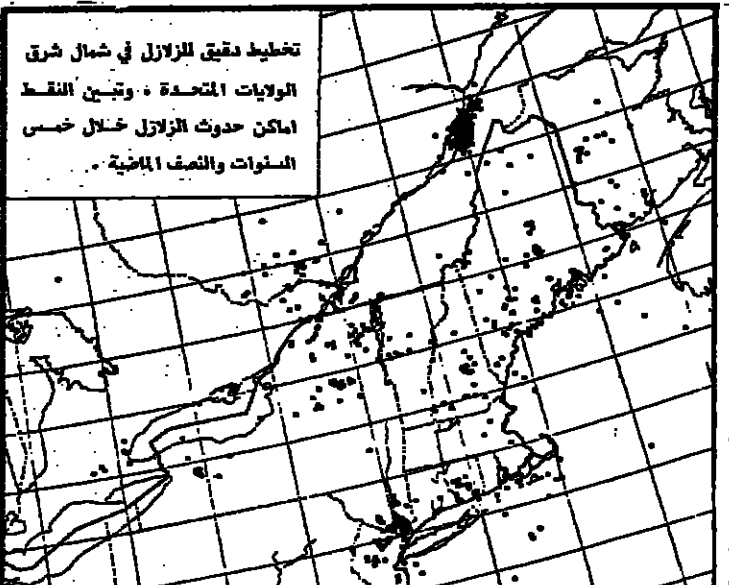 تخطيط دقيق للزلازل في شمال شرق
الولايات المتحدة ، وتبين النقط
اماكن حدوث الزلازل خلال خمس
السنوات والنصف الماضية .